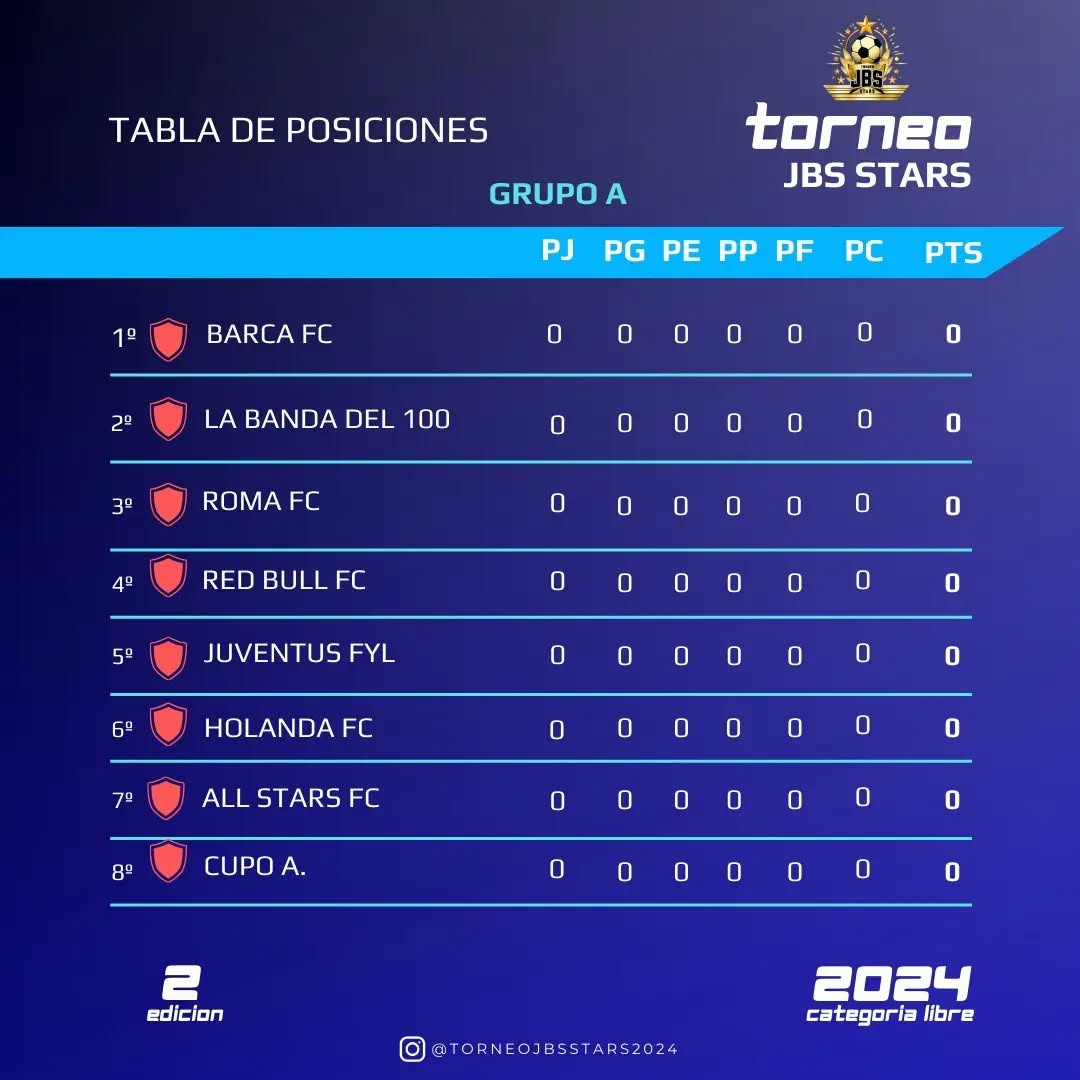 TORNEO
JBS
STARS
torneo
JBS STARS
TABLA DE POSICIONES
GRUPO A
PJ PG PE PP PF PC PTS
1º BARCA FC 0 0 0 0 0 0 0
2º LA BANDA DEL 100 0 0 0 0 0 0 0
3º ROMA FC 0 0 0 0 0 0 0
4º RED BULL FC 0 0 0 0 0 0 0
5º JUVENTUS FYL 0 0 0 0 0 0 0
6º HOLANDA FC 0 0 0 0 0 0 0
7º ALL STARS FC 0 0 0 0 0 0 0
8º CUPO A. 0 0 0 0 0 0 0
2
edicion
2024
categoria libre
@TORNEOJBSSTARS2024